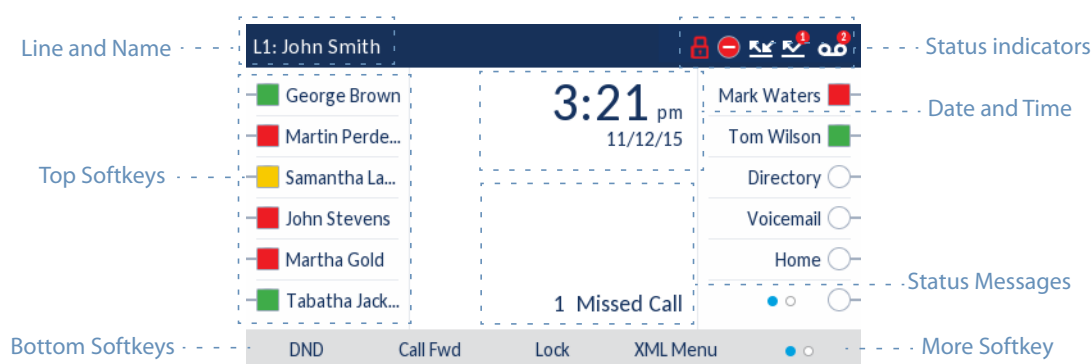 Line and Name
L1: John Smith
1
2
Status indicators
George Brown
3:21 pm
Mark Waters
Date and Time
Martin Perde...
11/12/15
Tom Wilson
Top Softkeys
Samantha La...
Directory
John Stevens
Voicemail
Martha Gold
Home
Status Messages
Tabatha Jack...
1 Missed Call
Bottom Softkeys
DND
Call Fwd
Lock
XML Menu
More Softkey